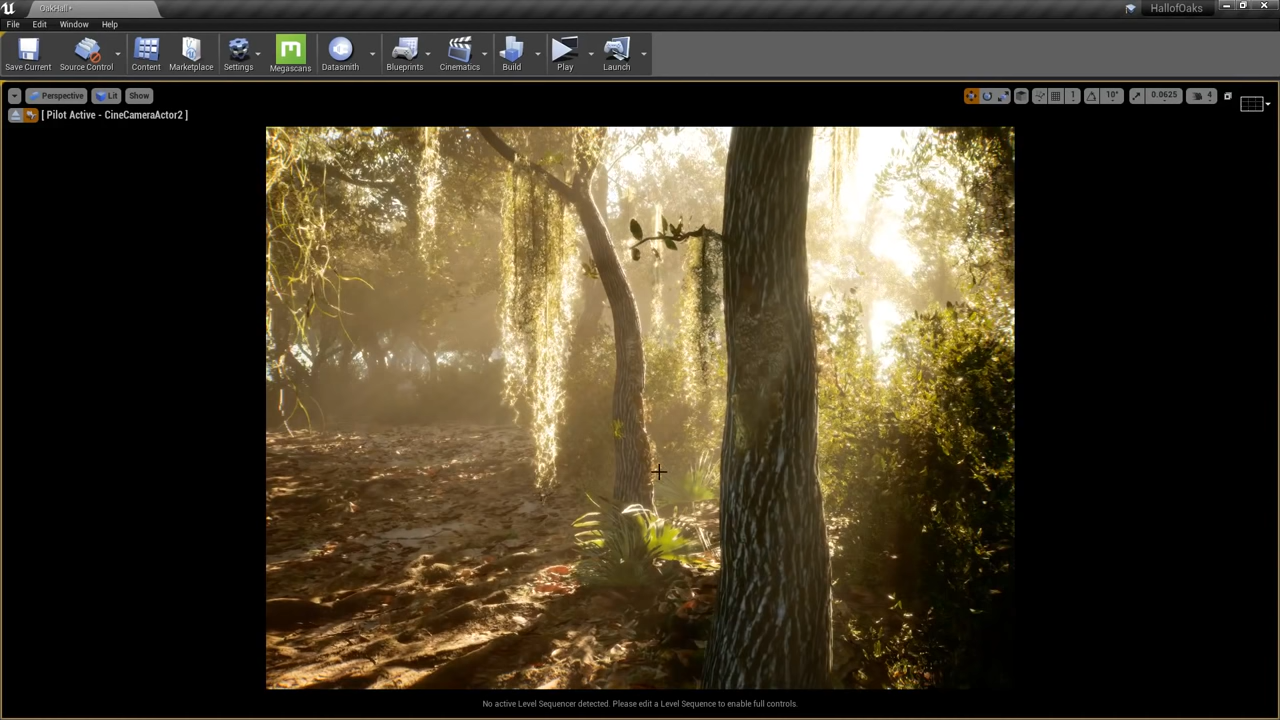 OakHall•
HallofOaks
File Edit Window Help
Save Current Source Control Content Marketplace Settings Megascans Datasmith Blueprints Cinematics Build Play Launch
Perspective Lit Show 1 10° 0.0625 4
[ Pilot Active - CineCameraActor2 ]
No active Level Sequencer detected. Please edit a Level Sequence to enable full controls.